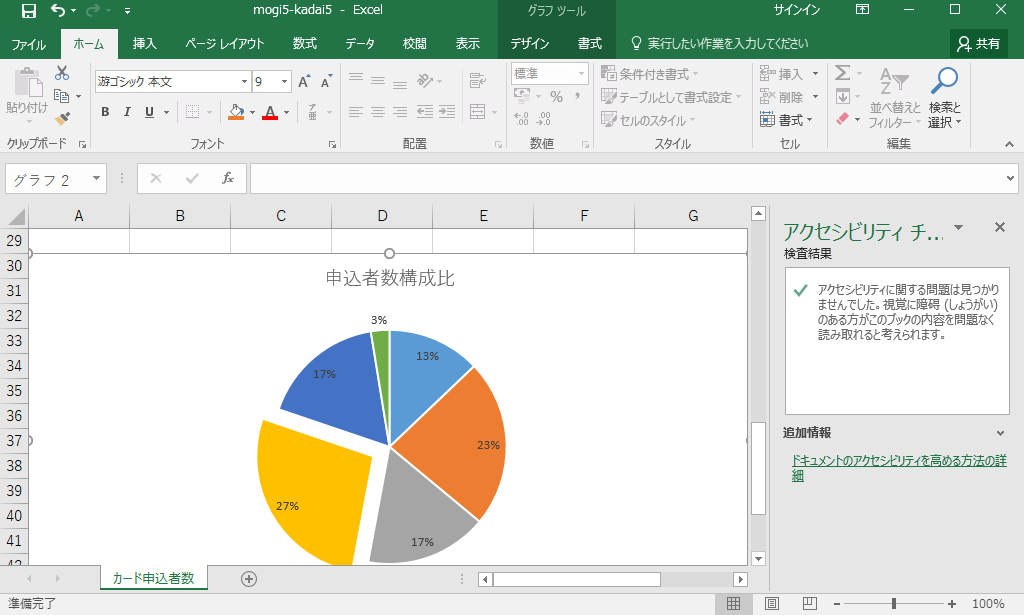 mogi5-kadai5 - Excel
グラフ ツール
サインイン
ファイル ホーム 挿入 ページ レイアウト 数式 データ 校閲 表示 デザイン 書式 実行したい作業を入力してください 共有
貼り付け
游ゴシック 本文 9 A A
B I U A
標準
% ,
条件付き書式
テーブルとして書式設定
セルのスタイル
挿入
削除
書式
並べ替えと
フィルター
検索と
選択
クリップボード フォント 配置 数値 スタイル セル 編集
グラフ 2 fx
A B C D E F G
29
30
31
32
33
34
35
36
37
38
39
40
41
42
申込者数構成比
3%
13%
17%
23%
27%
17%
アクセシビリティ チ...
検査結果
アクセシビリティに関する問題は見つかり
ませんでした。視覚に障碍 (しょうがい)
のある方がこのブックの内容を問題なく
読み取れると考えられます。
追加情報
ドキュメントのアクセシビリティを高める方法の詳
細
カード申込者数
準備完了
100%